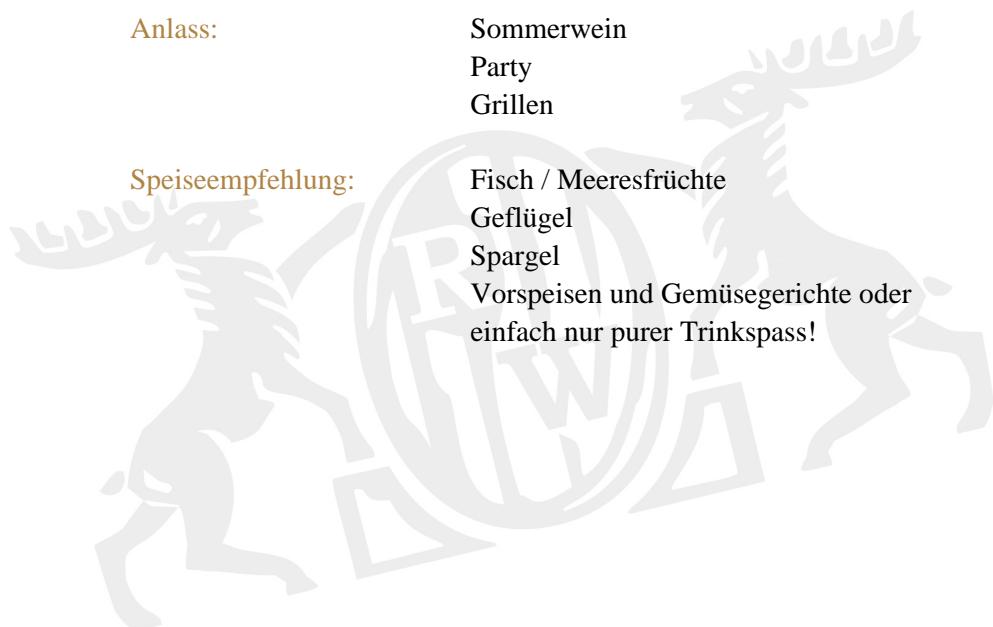 Anlass: Sommerwein
Party
Grillen
Speiseempfehlung: Fisch / Meeresfrüchte
Geflügel
Spargel
Vorspeisen und Gemüsegerichte oder
einfach nur purer Trinkspass!
R
W